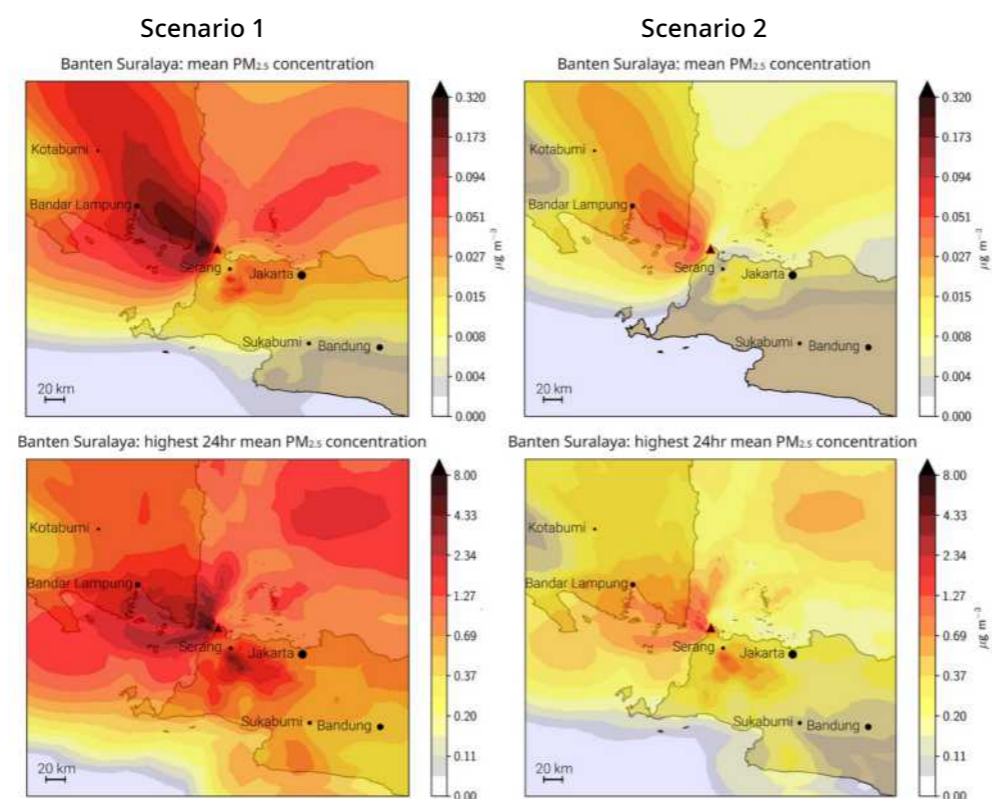 Scenario 1
Scenario 2
Banten Suralaya: mean PM2.5 concentration
Kotabumi
Bandar Lampung
Serang
Jakarta
Sukabumi
Bandung
20 km
0.320
0.173
0.094
0.051
0.027
0.015
0.008
0.004
0.000
μg m⁻³
Banten Suralaya: mean PM2.5 concentration
Kotabumi
Bandar Lampung
Serang
Jakarta
Sukabumi
Bandung
20 km
0.320
0.173
0.094
0.051
0.027
0.015
0.008
0.004
0.000
μg m⁻³
Banten Suralaya: highest 24hr mean PM2.5 concentration
Kotabumi
Bandar Lampung
Serang
Jakarta
Sukabumi
Bandung
20 km
8.00
4.33
2.34
1.27
0.69
0.37
0.20
0.11
0.00
μg m⁻³
Banten Suralaya: highest 24hr mean PM2.5 concentration
Kotabumi
Bandar Lampung
Serang
Jakarta
Sukabumi
Bandung
20 km
8.00
4.33
2.34
1.27
0.69
0.37
0.20
0.11
0.00
μg m⁻³